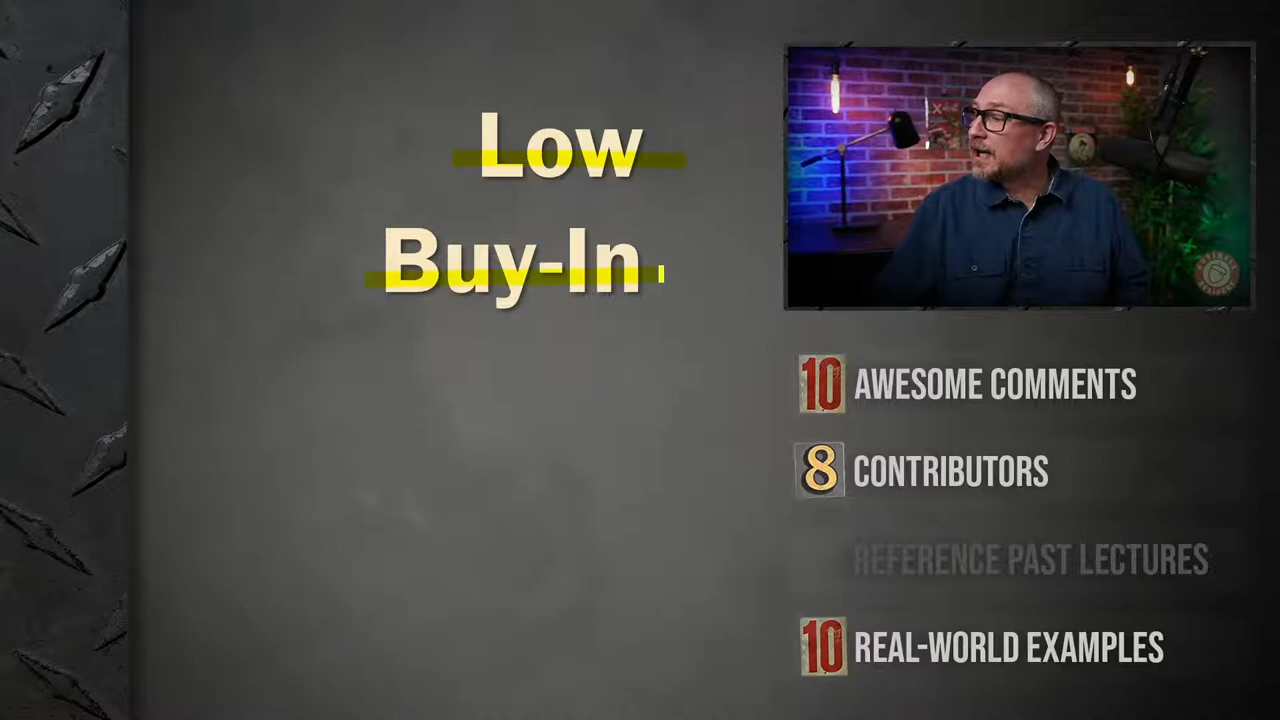 Low
Buy-In
10 AWESOME COMMENTS
8 CONTRIBUTORS
REFERENCE PAST LECTURES
10 REAL-WORLD EXAMPLES